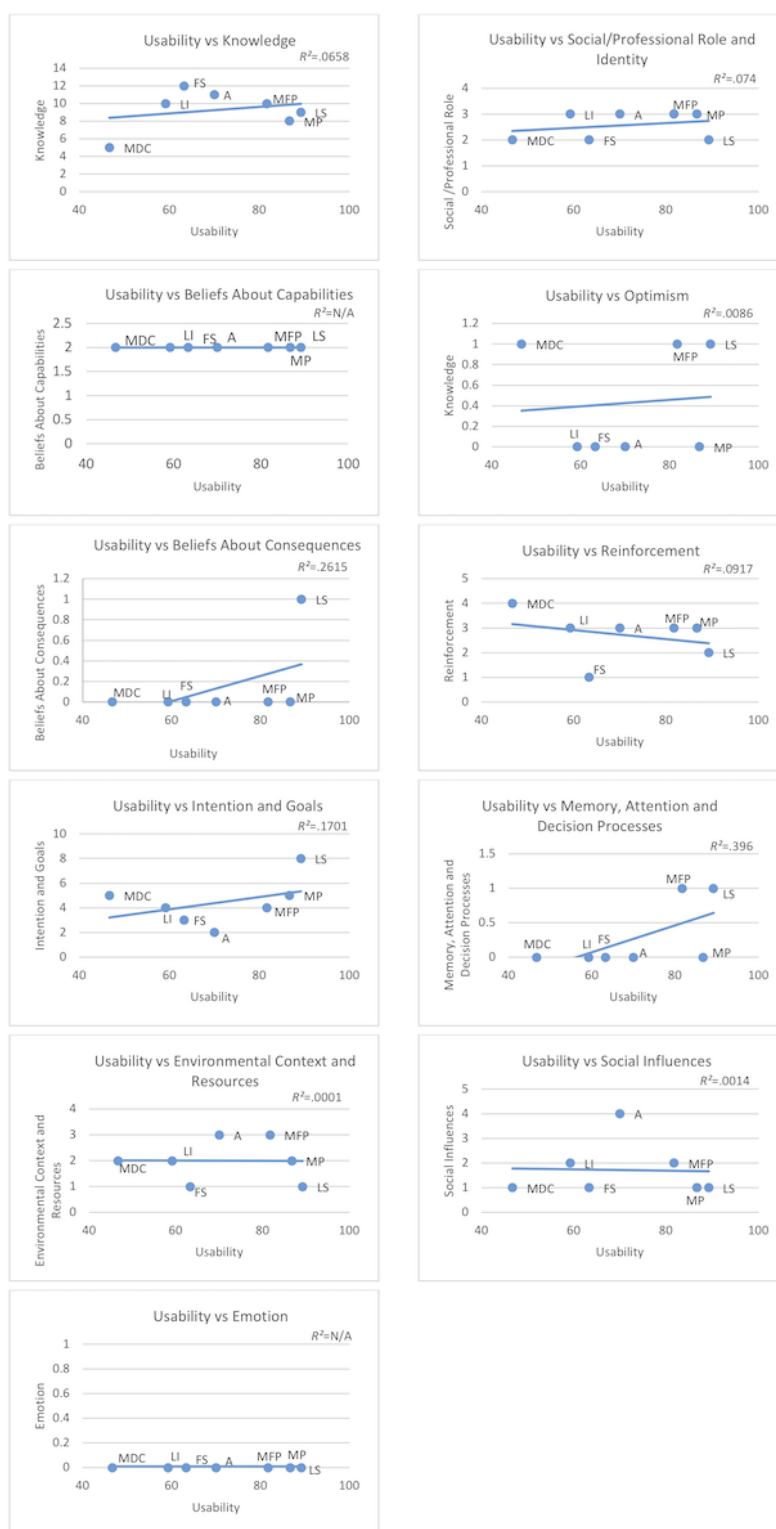 Usability vs Knowledge
R²=.0658
14
12
10
8
6
4
2
0
Knowledge
MDC
LI
FS
A
MFP
MP
LS
40 60 80 100
Usability
Usability vs Social/Professional Role and
Identity
R²=.074
4
3
2
1
0
Social /Professional Role
MDC
LI
FS
A
MFP
MP
LS
40 60 80 100
Usability
Usability vs Beliefs About Capabilities
R²=N/A
2.5
2
1.5
1
0.5
0
Beliefs About Capabilities
MDC
LI
FS
A
MFP
MP
LS
40 60 80 100
Usability
Usability vs Optimism
R²=.0086
1.2
1
0.8
0.6
0.4
0.2
0
Knowledge
MDC
LI
FS
A
MFP
MP
LS
40 60 80 100
Usability
Usability vs Beliefs About Consequences
R²=.2615
1.2
1
0.8
0.6
0.4
0.2
0
Beliefs About Consequences
MDC
LI
FS
A
MFP
MP
LS
40 60 80 100
Usability
Usability vs Reinforcement
R²=.0917
5
4
3
2
1
0
Reinforcement
MDC
LI
FS
A
MFP
MP
LS
40 60 80 100
Usability
Usability vs Intention and Goals
R²=.1701
10
8
6
4
2
0
Intention and Goals
MDC
LI
FS
A
MFP
MP
LS
40 60 80 100
Usability
Usability vs Memory, Attention and
Decision Processes
R²=.396
1.5
1
0.5
0
Memory, Attention and
Decision Processes
MDC
LI
FS
A
MFP
MP
LS
40 60 80 100
Usability
Usability vs Environmental Context and
Resources
R²=.0001
4
3
2
1
0
Environmental Context and
Resources
MDC
LI
FS
A
MFP
MP
LS
40 60 80 100
Usability
Usability vs Social Influences
R²=.0014
5
4
3
2
1
0
Social Influences
MDC
LI
FS
A
MFP
MP
LS
40 60 80 100
Usability
Usability vs Emotion
R²=N/A
1
0.8
0.6
0.4
0.2
0
Emotion
MDC
LI
FS
A
MFP
MP
LS
40 60 80 100
Usability